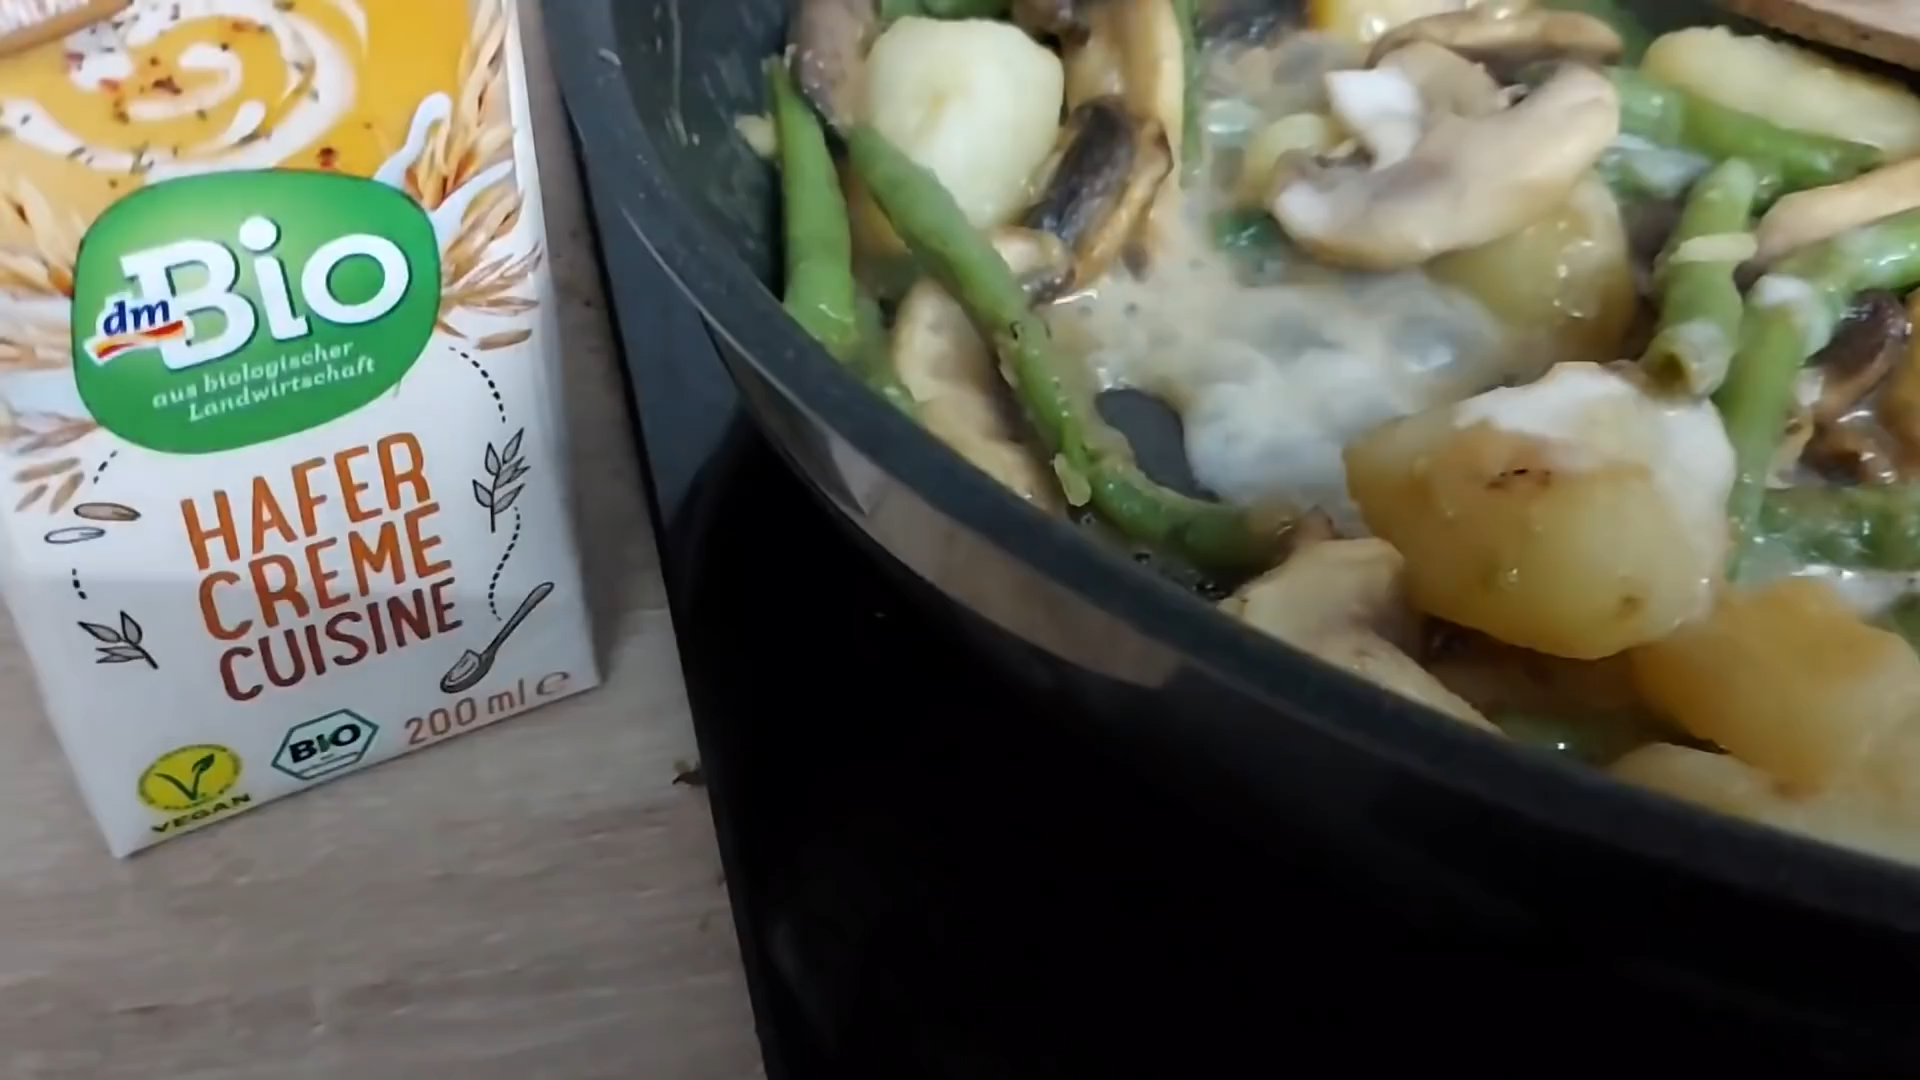 dm
Bio
aus biologischer
Landwirtschaft
HAFER
CREME
CUISINE
200 ml e
BIO
VEGAN